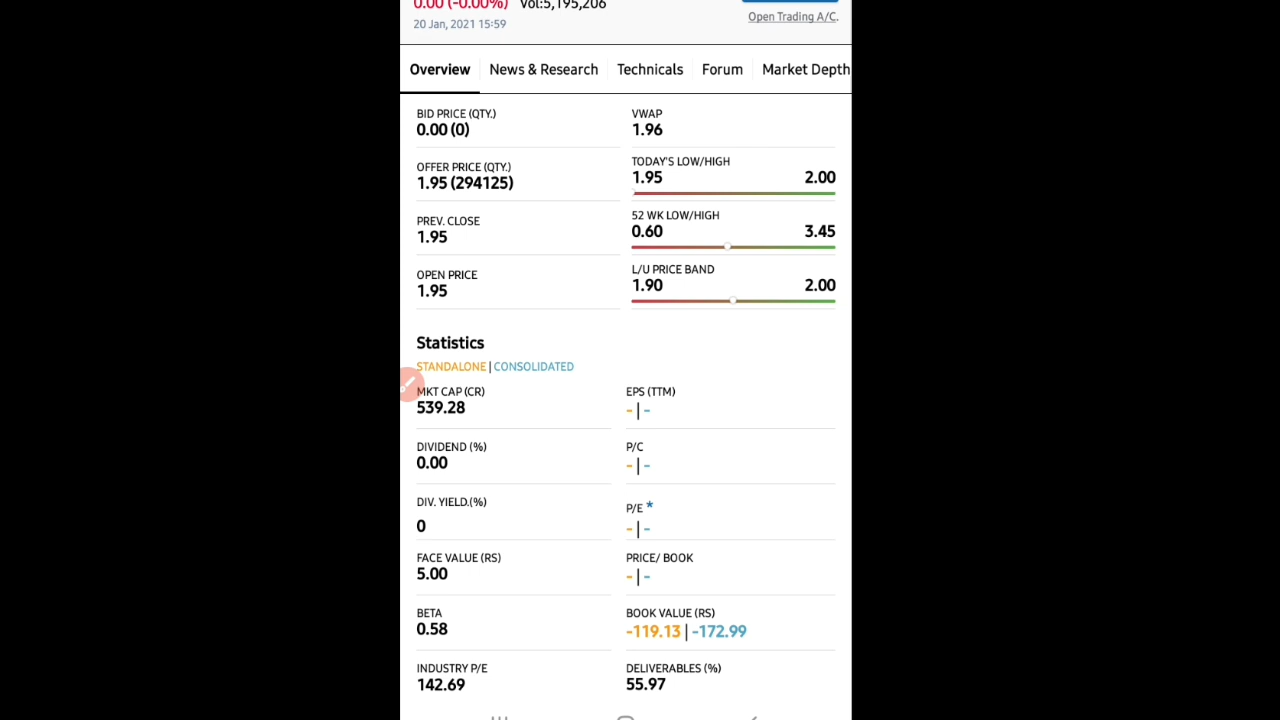 0.00 (-0.00%) Vol:5,195,206
20 Jan, 2021 15:59
Open Trading A/C.
Overview News & Research Technicals Forum Market Depth
BID PRICE (QTY.)
0.00 (0)
VWAP
1.96
OFFER PRICE (QTY.)
1.95 (294125)
TODAY'S LOW/HIGH
1.95 2.00
PREV. CLOSE
1.95
52 WK LOW/HIGH
0.60 3.45
OPEN PRICE
1.95
L/U PRICE BAND
1.90 2.00
Statistics
STANDALONE | CONSOLIDATED
MKT CAP (CR)
539.28
EPS (TTM)
- | -
DIVIDEND (%)
0.00
P/C
- | -
DIV. YIELD.(%)
0
P/E *
- | -
FACE VALUE (RS)
5.00
PRICE/ BOOK
- | -
BETA
0.58
BOOK VALUE (RS)
-119.13 | -172.99
INDUSTRY P/E
142.69
DELIVERABLES (%)
55.97